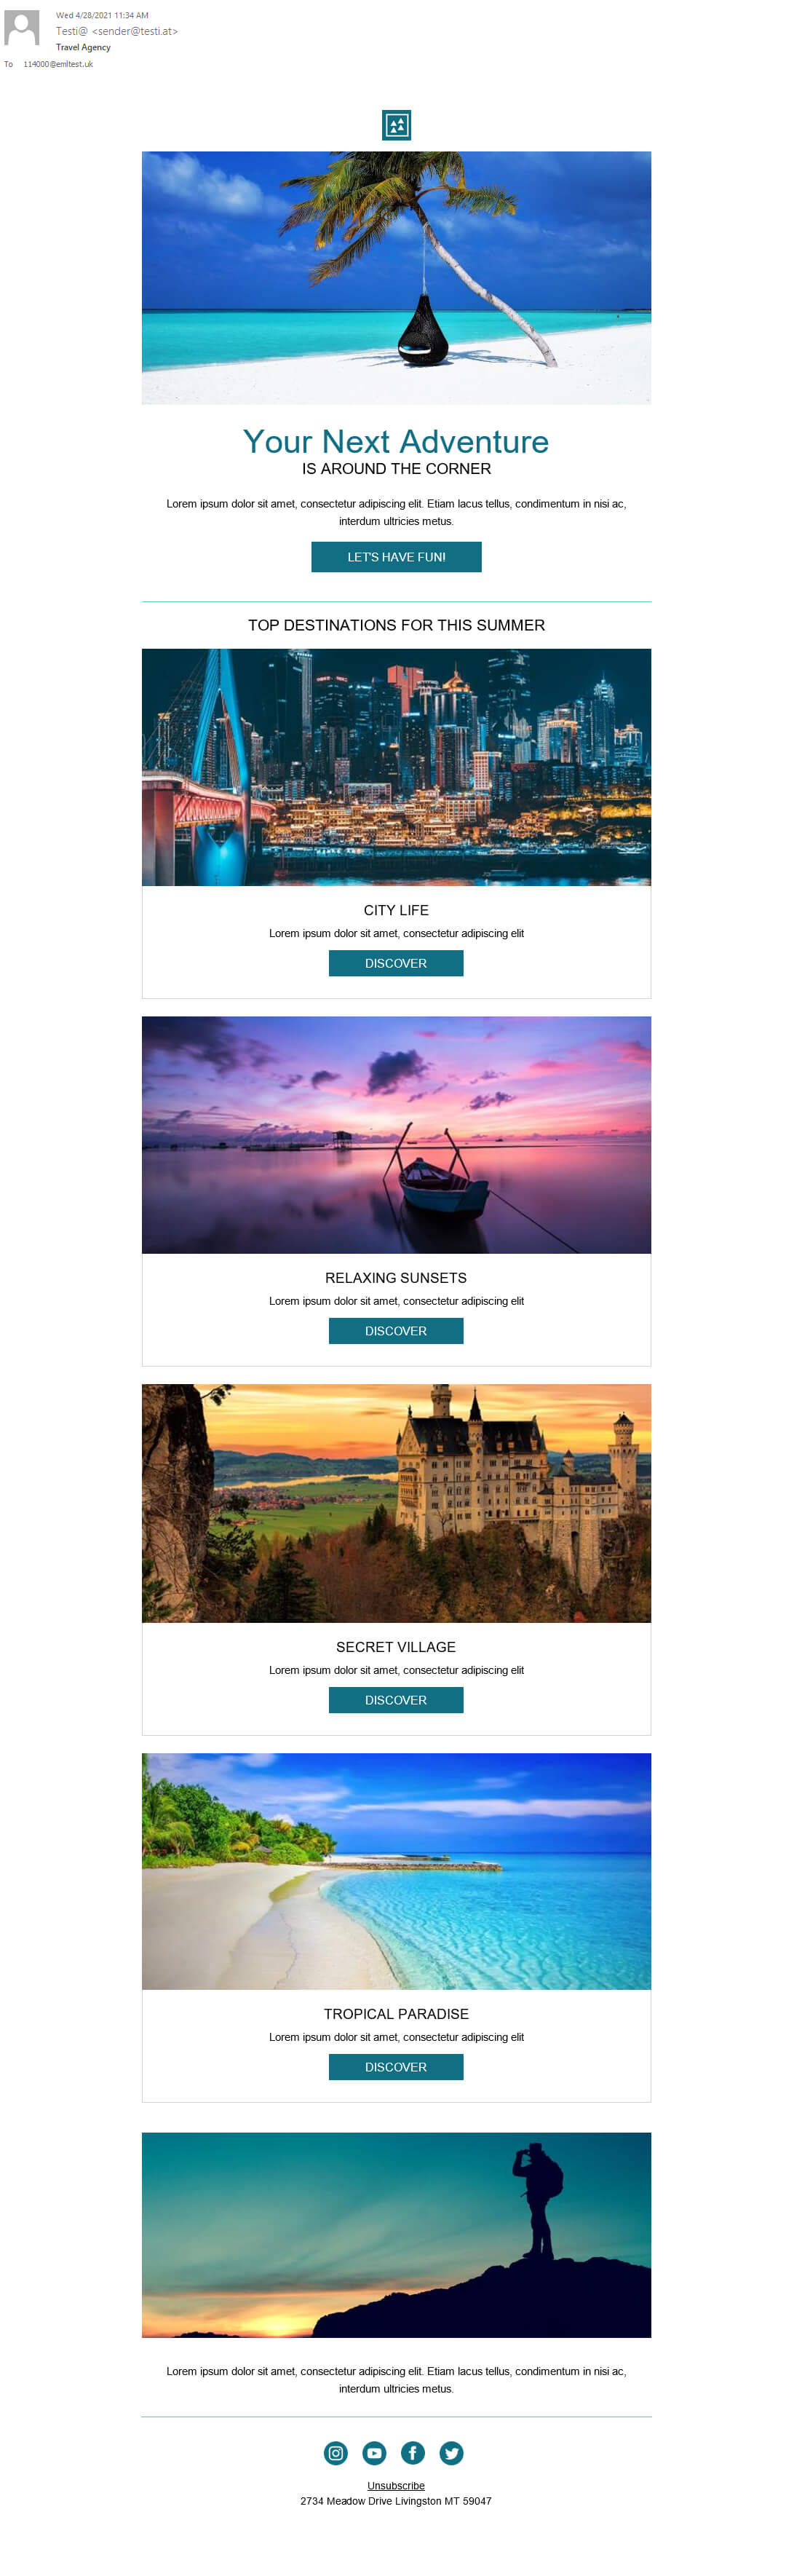 Wed 4/28/2021 11:34 AM
Testi@ <sender@testi.at>
Travel Agency
To 114000@emltest.uk
Your Next Adventure
IS AROUND THE CORNER
Lorem ipsum dolor sit amet, consectetur adipiscing elit. Etiam lacus tellus, condimentum in nisi ac,
interdum ultricies metus.
LET'S HAVE FUN!
TOP DESTINATIONS FOR THIS SUMMER
CITY LIFE
Lorem ipsum dolor sit amet, consectetur adipiscing elit
DISCOVER
RELAXING SUNSETS
Lorem ipsum dolor sit amet, consectetur adipiscing elit
DISCOVER
SECRET VILLAGE
Lorem ipsum dolor sit amet, consectetur adipiscing elit
DISCOVER
TROPICAL PARADISE
Lorem ipsum dolor sit amet, consectetur adipiscing elit
DISCOVER
Lorem ipsum dolor sit amet, consectetur adipiscing elit. Etiam lacus tellus, condimentum in nisi ac,
interdum ultricies metus.
Unsubscribe
2734 Meadow Drive Livingston MT 59047